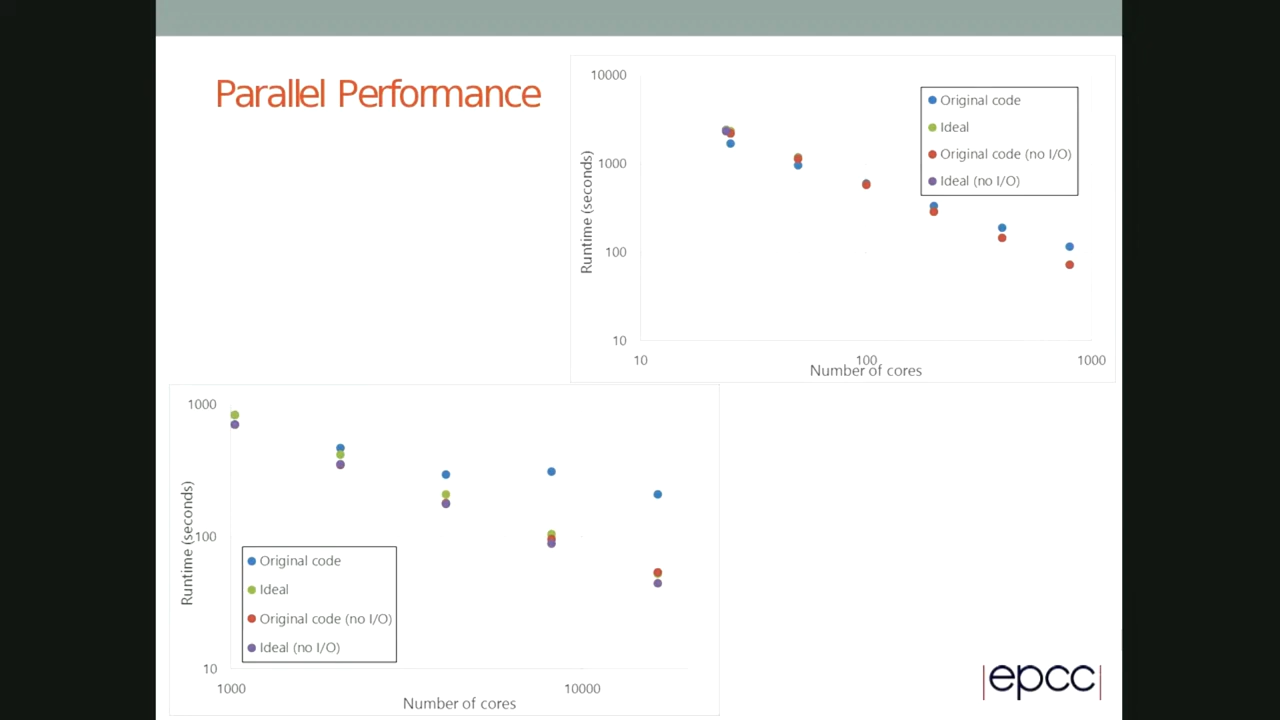 Parallel Performance
10000
1000
100
10
Runtime (seconds)
10
100
1000
Number of cores
Original code
Ideal
Original code (no I/O)
Ideal (no I/O)
1000
100
10
Runtime (seconds)
1000
10000
Number of cores
Original code
Ideal
Original code (no I/O)
Ideal (no I/O)
epcc